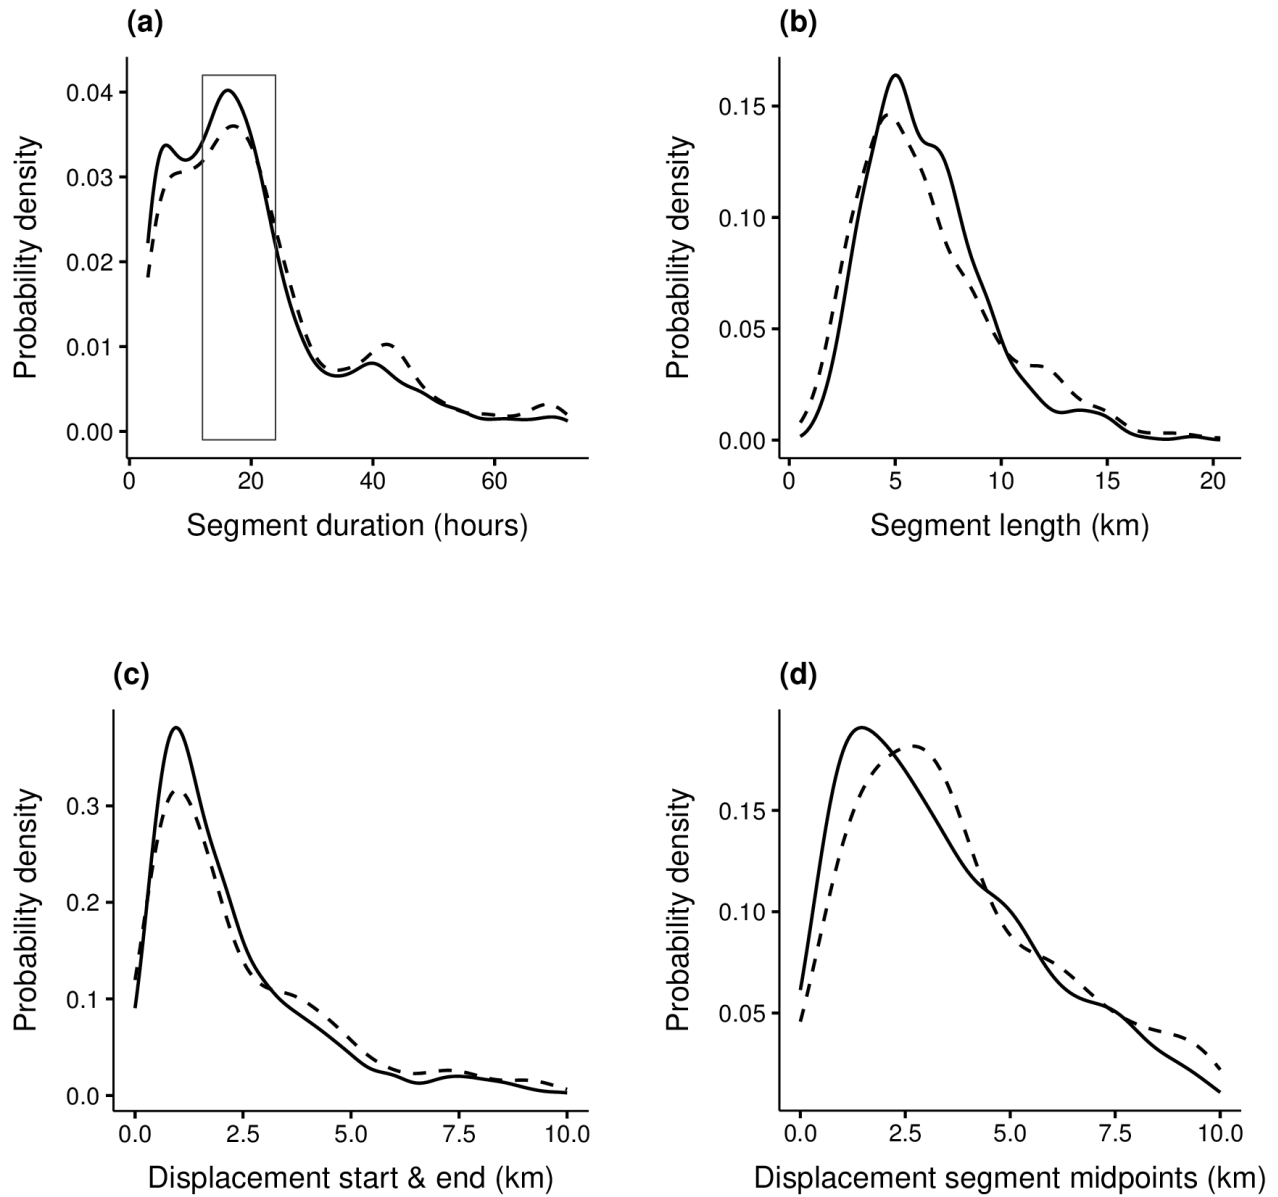 (a)
Probability density
0.04
0.03
0.02
0.01
0.00
0 20 40 60
Segment duration (hours)
(b)
Probability density
0.15
0.10
0.05
0.00
0 5 10 15 20
Segment length (km)
(c)
Probability density
0.3
0.2
0.1
0.0
0.0 2.5 5.0 7.5 10.0
Displacement start & end (km)
(d)
Probability density
0.15
0.10
0.05
0.0 2.5 5.0 7.5 10.0
Displacement segment midpoints (km)